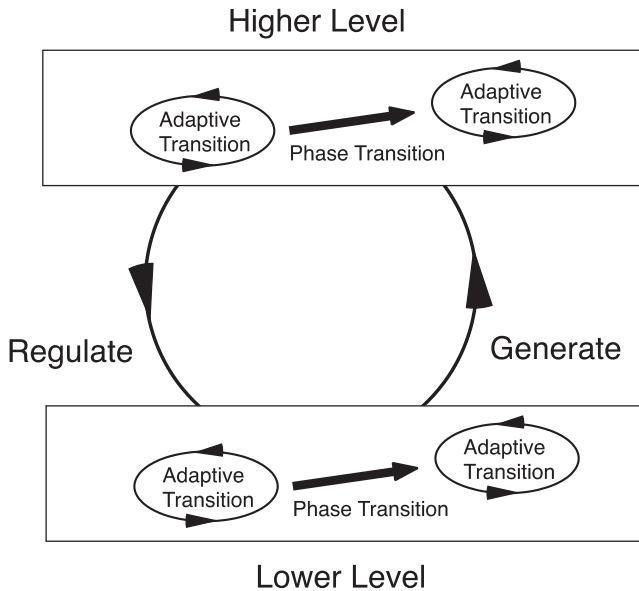 Higher Level
Adaptive
Transition
Phase Transition
Adaptive
Transition
Regulate
Generate
Adaptive
Transition
Phase Transition
Adaptive
Transition
Lower Level